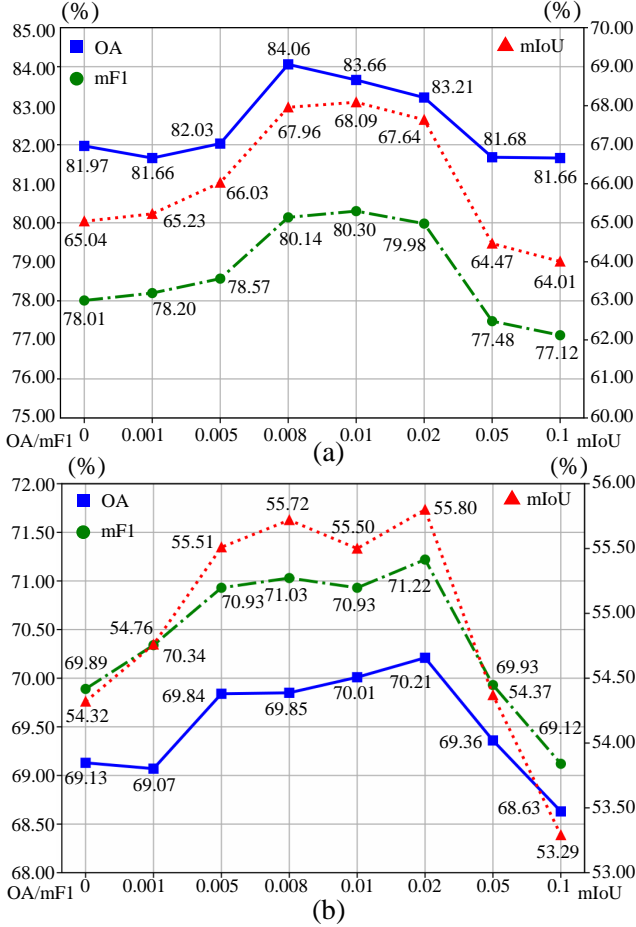 (%) (%)
85.00 OA 84.06 mIoU 70.00
84.00 mF1 83.66 69.00
83.00 83.21 68.00
82.03 67.96 68.09 67.64
82.00 67.00
81.97 81.66 81.68 81.66
81.00 66.03 66.00
65.04 65.23
80.00 80.14 80.30 79.98 65.00
79.00 64.47 64.01 64.00
78.57
78.00 78.01 78.20 63.00
77.48 77.12
77.00 62.00
76.00 61.00
75.00 60.00
OA/mF1 0 0.001 0.005 0.008 0.01 0.02 0.05 0.1 mIoU
(a)
(%) (%)
72.00 OA 55.72 mIoU 56.00
71.50 mF1 55.51 55.50 55.80 55.50
71.00 70.93 71.03 70.93 71.22 55.00
70.50 54.76
69.89 70.34 69.93 54.50
70.00 69.84 69.85 70.01 70.21 54.37
69.50 54.32 69.36 69.12 54.00
69.00 69.13 69.07
68.50 68.63 53.50
53.29
68.00 53.00
OA/mF1 0 0.001 0.005 0.008 0.01 0.02 0.05 0.1 mIoU
(b)